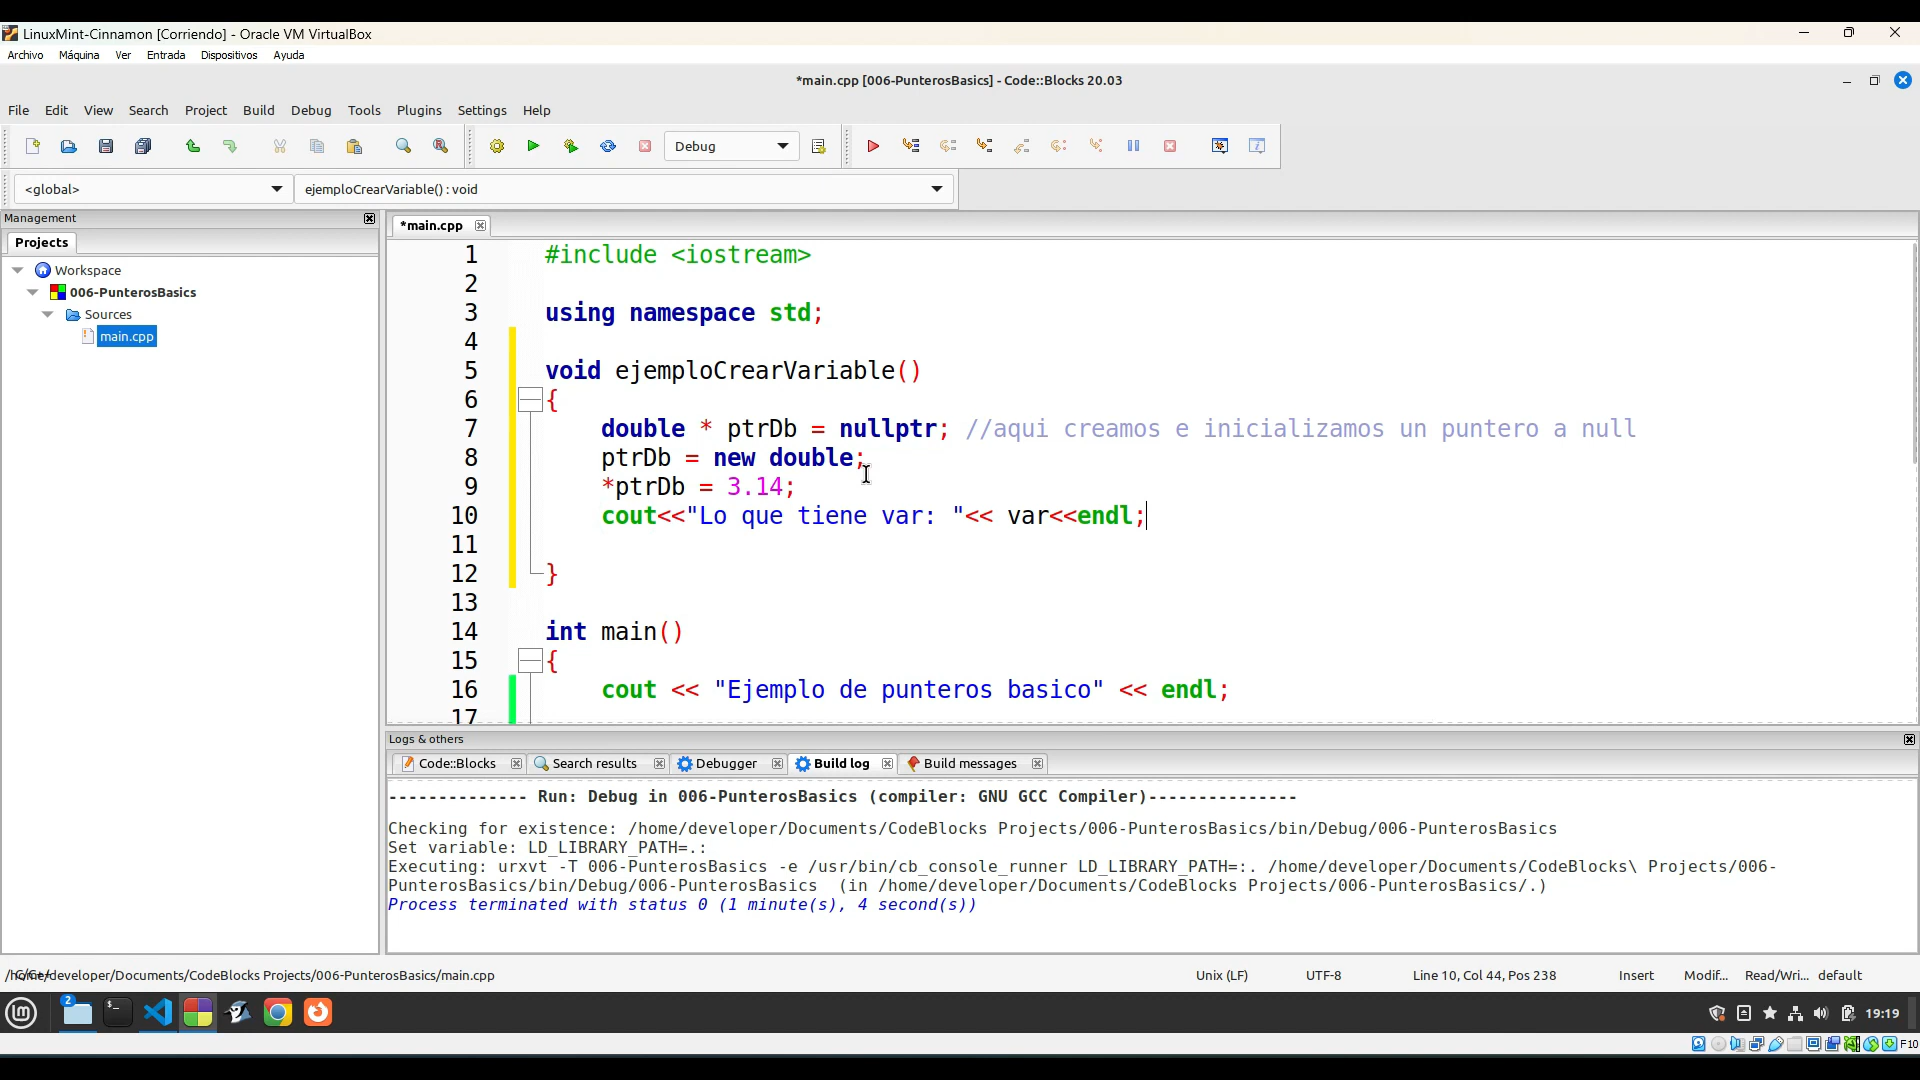 LinuxMint-Cinnamon [Corriendo] - Oracle VM VirtualBox
Archivo Máquina Ver Entrada Dispositivos Ayuda
*main.cpp [006-PunterosBasics] - Code::Blocks 20.03
File Edit View Search Project Build Debug Tools Plugins Settings Help
Debug
<global> ejemploCrearVariable() : void
Management
Projects
Workspace
006-PunterosBasics
Sources
main.cpp
*main.cpp
1 #include <iostream>
2
3 using namespace std;
4
5 void ejemploCrearVariable()
6 {
7 double * ptrDb = nullptr; //aqui creamos e inicializamos un puntero a null
8 ptrDb = new double;
9 *ptrDb = 3.14;
10 cout<<"Lo que tiene var: "<< var<<endl;
11
12 }
13
14 int main()
15 {
16 cout << "Ejemplo de punteros basico" << endl;
17
Logs & others
Code::Blocks Search results Debugger Build log Build messages
-------------- Run: Debug in 006-PunterosBasics (compiler: GNU GCC Compiler)---------------
Checking for existence: /home/developer/Documents/CodeBlocks Projects/006-PunterosBasics/bin/Debug/006-PunterosBasics
Set variable: LD_LIBRARY_PATH=.:
Executing: urxvt -T 006-PunterosBasics -e /usr/bin/cb_console_runner LD_LIBRARY_PATH=:. /home/developer/Documents/CodeBlocks\ Projects/006-
PunterosBasics/bin/Debug/006-PunterosBasics (in /home/developer/Documents/CodeBlocks Projects/006-PunterosBasics/.)
Process terminated with status 0 (1 minute(s), 4 second(s))
/developer/Documents/CodeBlocks Projects/006-PunterosBasics/main.cpp Unix (LF) UTF-8 Line 10, Col 44, Pos 238 Insert Modif... Read/Wri... default
2
19:19
F10